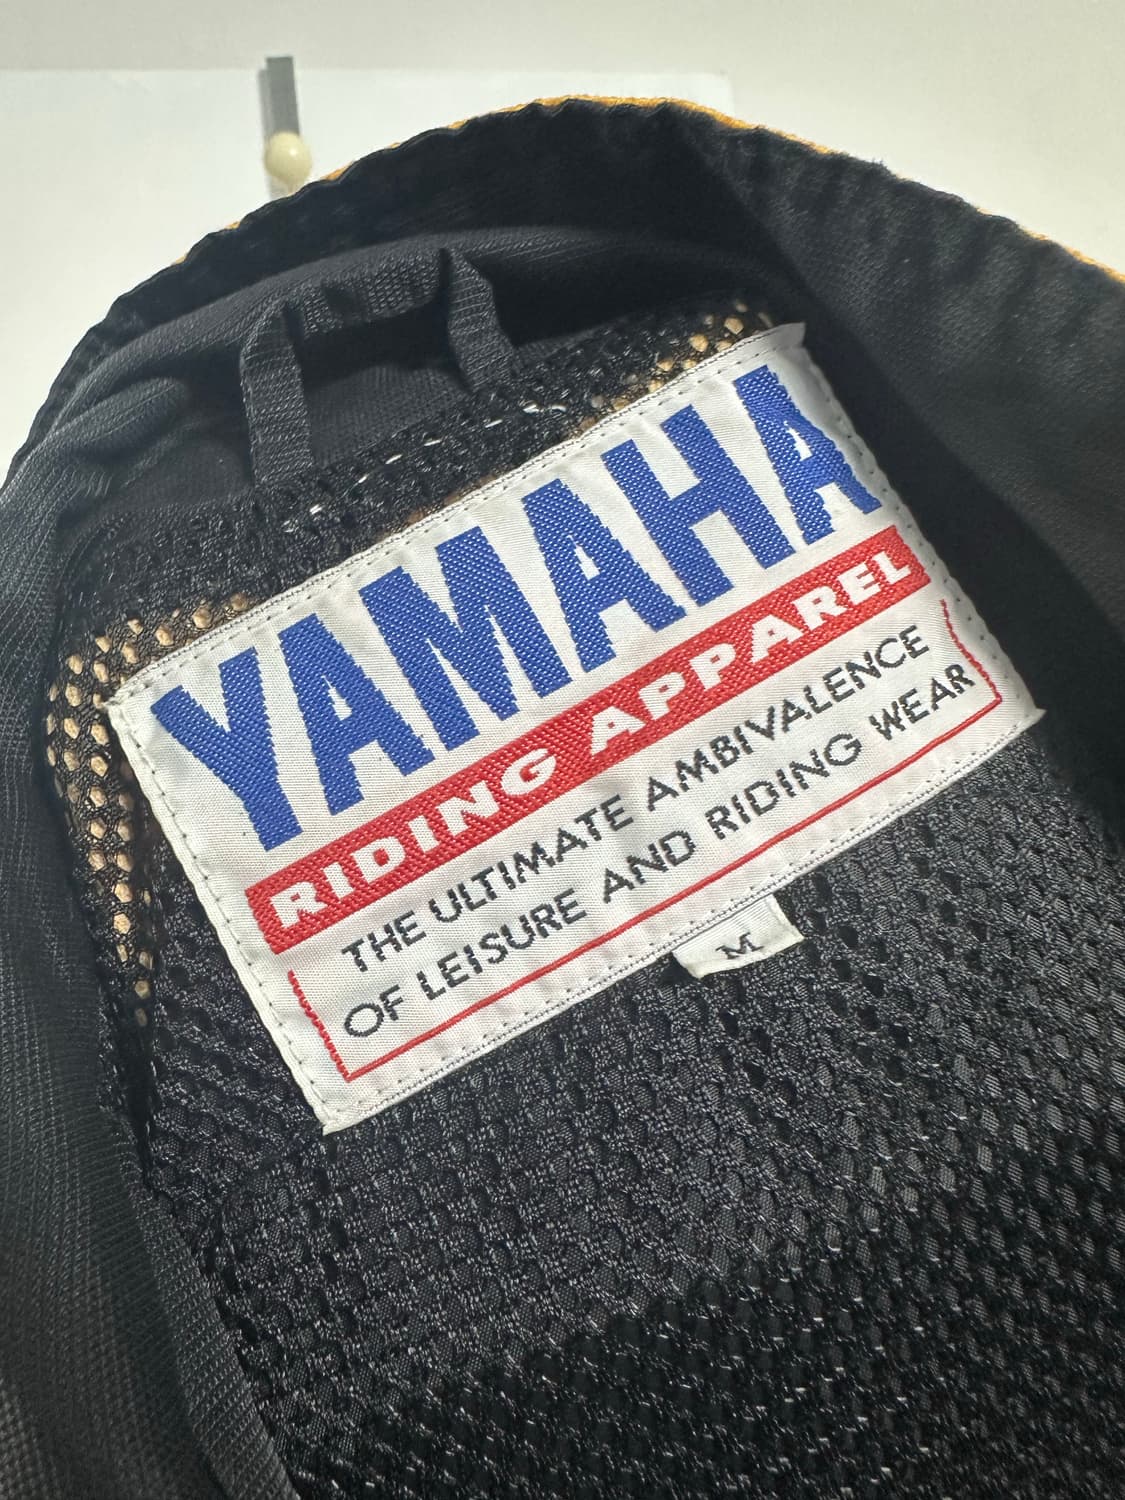 YAMAHA
RIDING APPAREL
THE ULTIMATE AMBIVALENCE
OF LEISURE AND RIDING WEAR
M